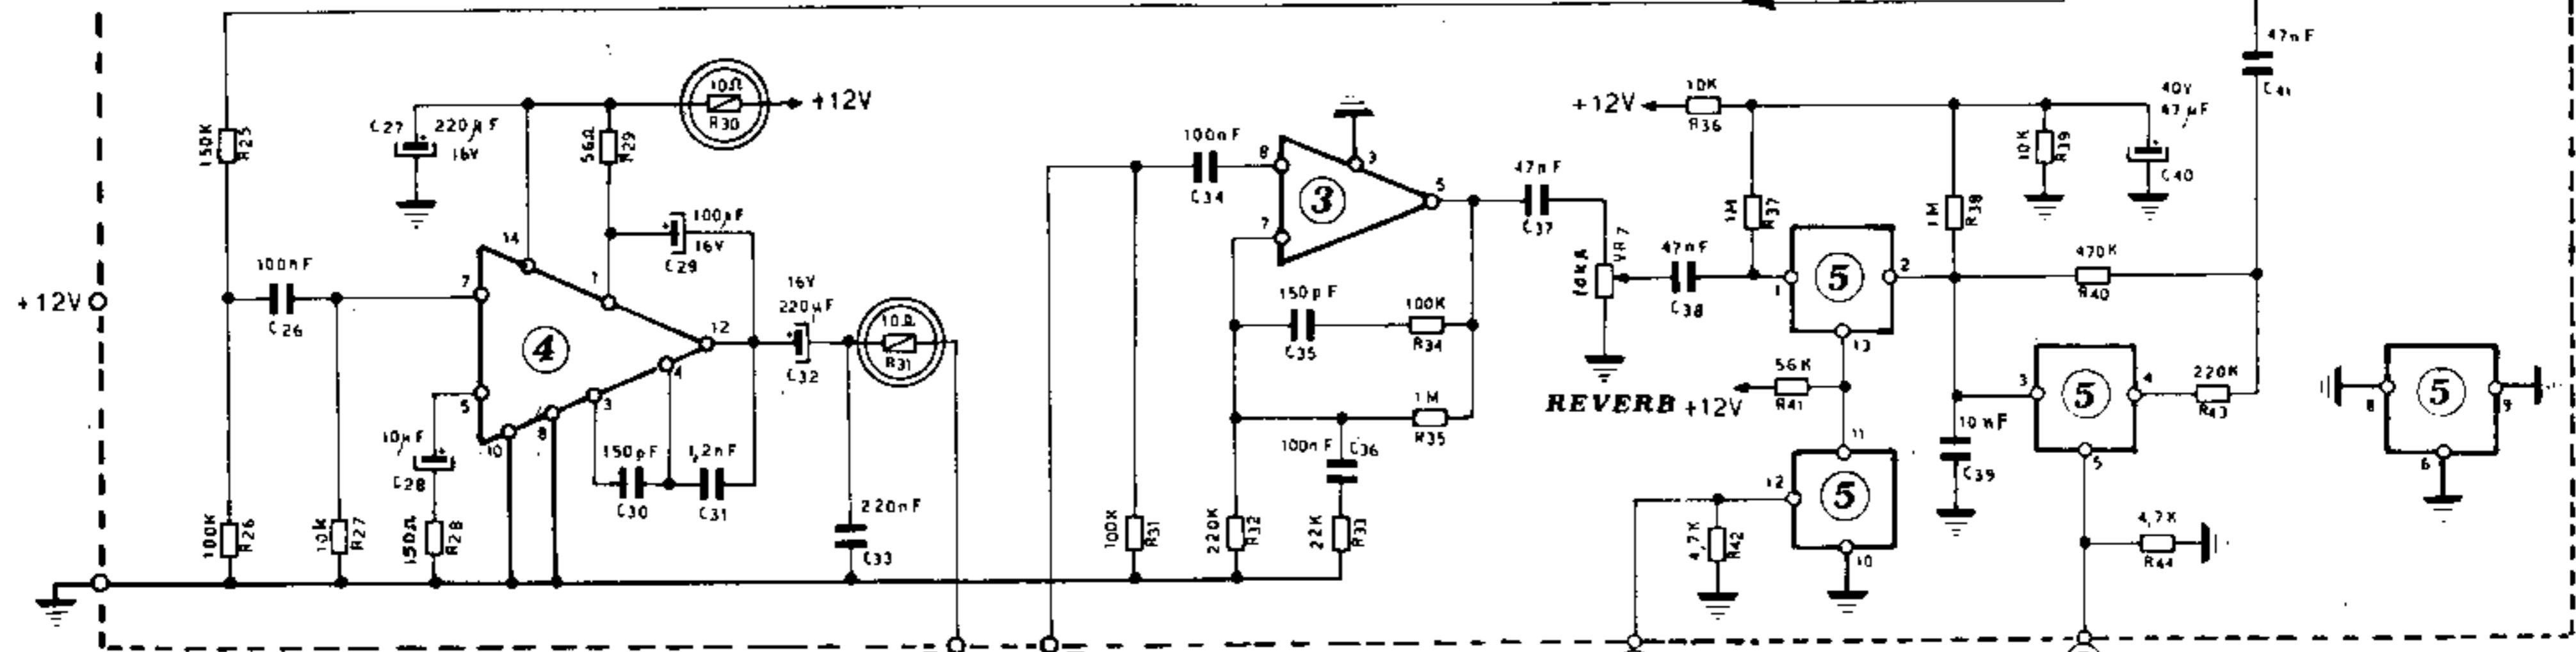 47nF
C41
10Ω
R30
+12V
40V
47µF
C40
10K
R36
+12V
C27
220µF
16V
56Ω
R29
150K
R25
100nF
C34
8
9
3
5
7
47nF
C37
10K
R39
1M
R37
1M
R38
14
100µF
16V
C29
VR7
10KA
47nF
C38
1
5
2
13
470K
R40
100nF
C26
+12V
7
1
4
12
16V
220µF
C32
10Ω
R31
150pF
C35
100K
R34
REVERB
56K
R41
+12V
3
5
4
5
220K
R43
8
5
9
6
5
4
3
8
10
10µF
C28
150pF
C30
1,2nF
C31
1M
R35
100nF
C36
11
12
5
10
10nF
C39
100K
R26
10K
R27
150Ω
R28
220nF
C33
100K
R31
220K
R32
22K
R33
4,7K
R42
4,7K
R44